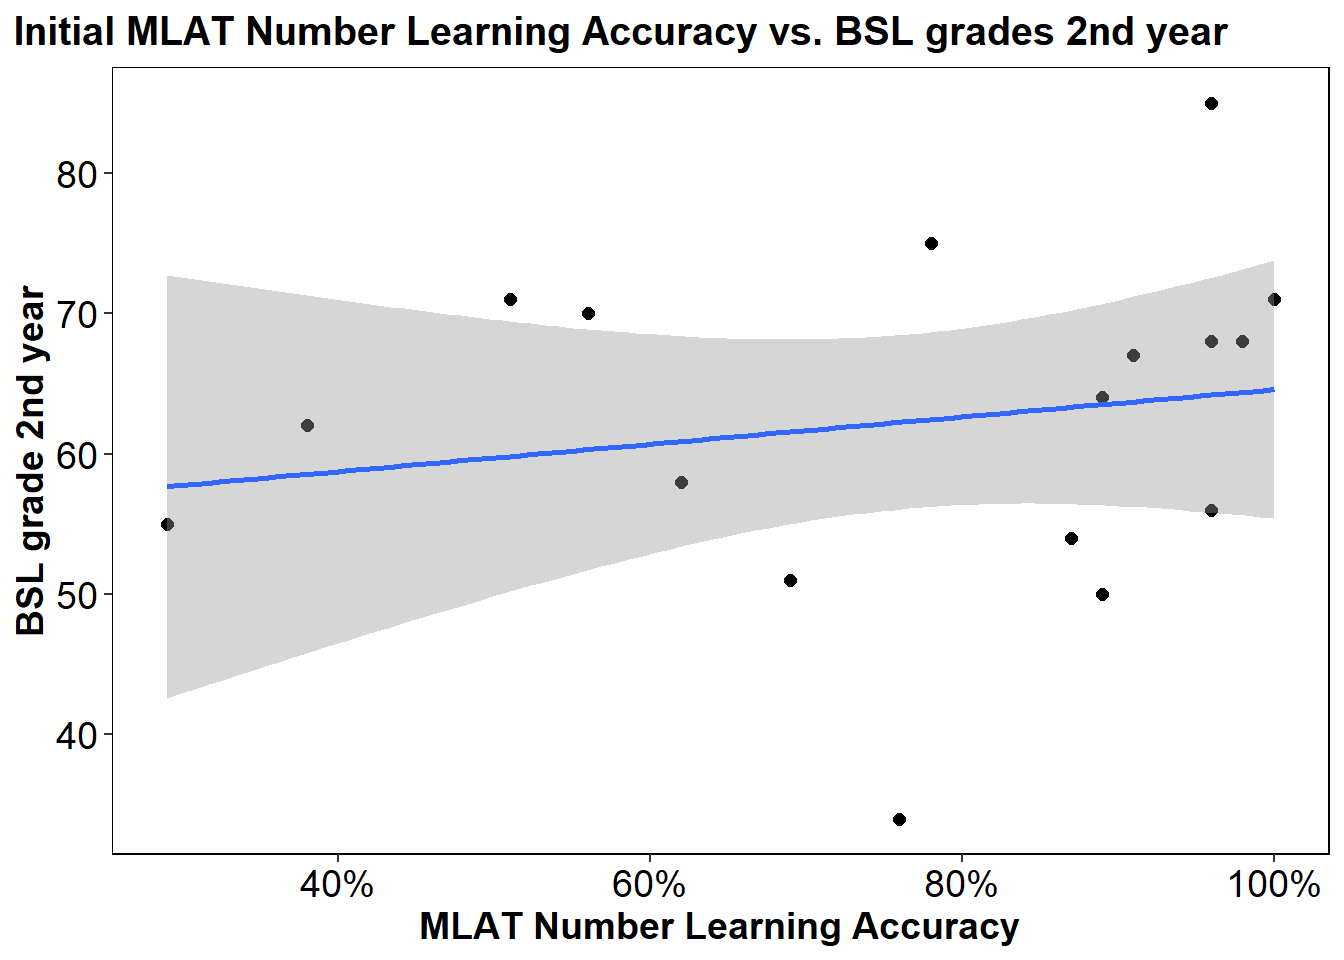 Initial MLAT Number Learning Accuracy vs. BSL grades 2nd year
80
70
60
50
40
BSL grade 2nd year
40% 60% 80% 100%
MLAT Number Learning Accuracy